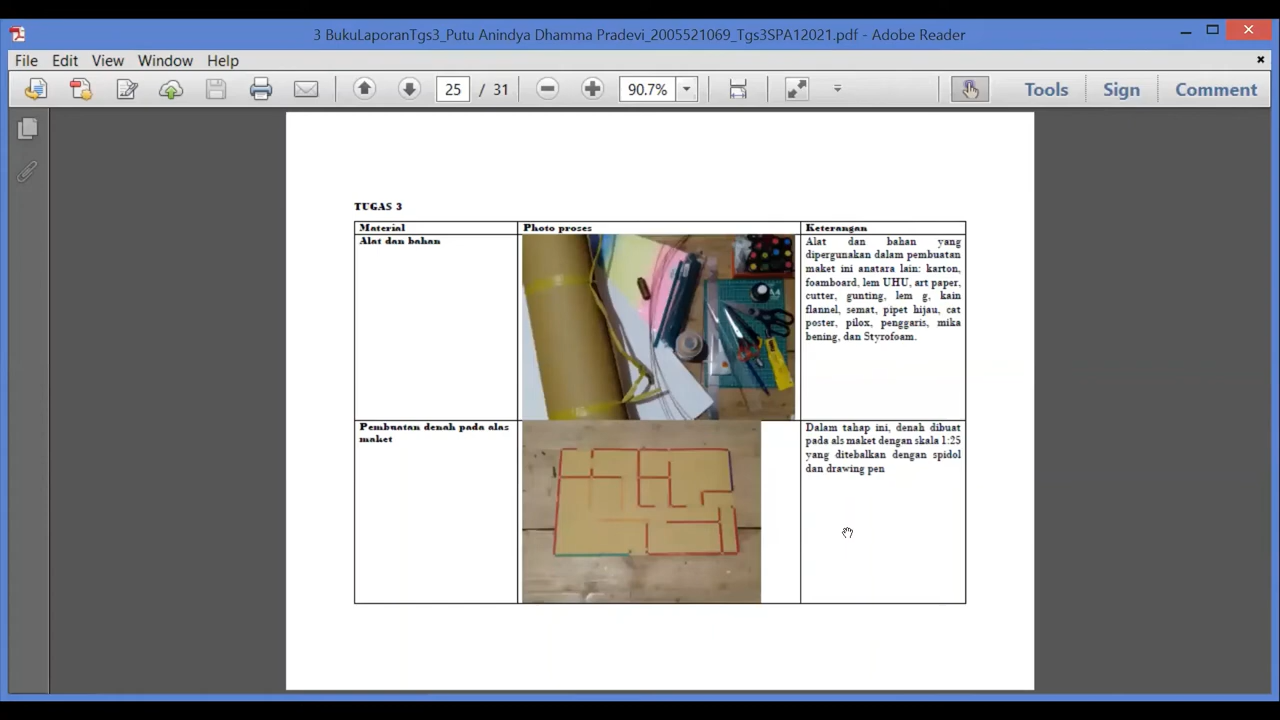 3 BukuLaporanTgs3_Putu Anindya Dhamma Pradevi_2005521069_Tgs3SPA12021.pdf - Adobe Reader
File Edit View Window Help
25 / 31 90.7% Tools Sign Comment
TUGAS 3
Material Photo proses Keterangan
Alat dan bahan
Alat dan bahan yang
dipergunakan dalam pembuatan
maket ini anatara lain: karton,
foamboard, lem UHU, art paper,
cutter, gunting, lem g, kain
flannel, semat, pipet hijau, cat
poster, pilox, penggaris, mika
bening, dan Styrofoam.
Pembuatan denah pada alas
maket
Dalam tahap ini, denah dibuat
pada als maket dengan skala 1:25
yang ditebalkan dengan spidol
dan drawing pen